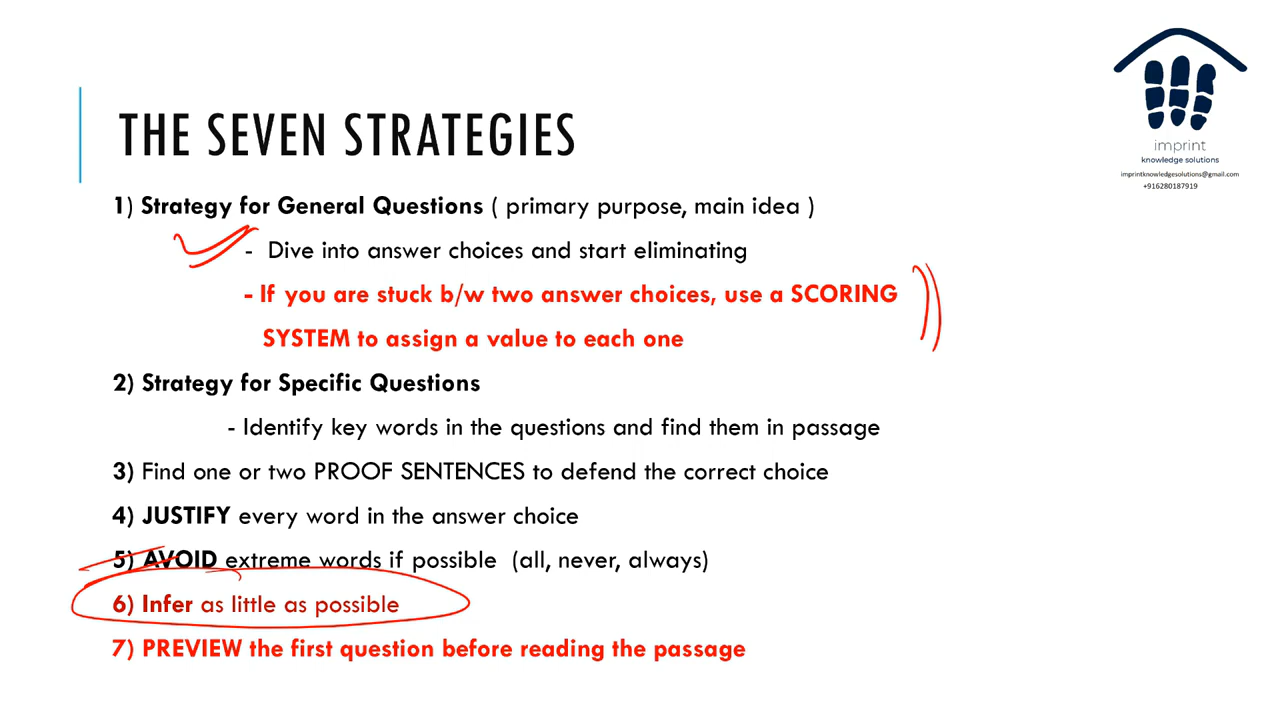 imprint
knowledge solutions
imprintknowledgesolutions@gmail.com
+916280187919
THE SEVEN STRATEGIES
1) Strategy for General Questions ( primary purpose, main idea )
- Dive into answer choices and start eliminating
- If you are stuck b/w two answer choices, use a SCORING
SYSTEM to assign a value to each one
2) Strategy for Specific Questions
- Identify key words in the questions and find them in passage
3) Find one or two PROOF SENTENCES to defend the correct choice
4) JUSTIFY every word in the answer choice
5) AVOID extreme words if possible (all, never, always)
6) Infer as little as possible
7) PREVIEW the first question before reading the passage